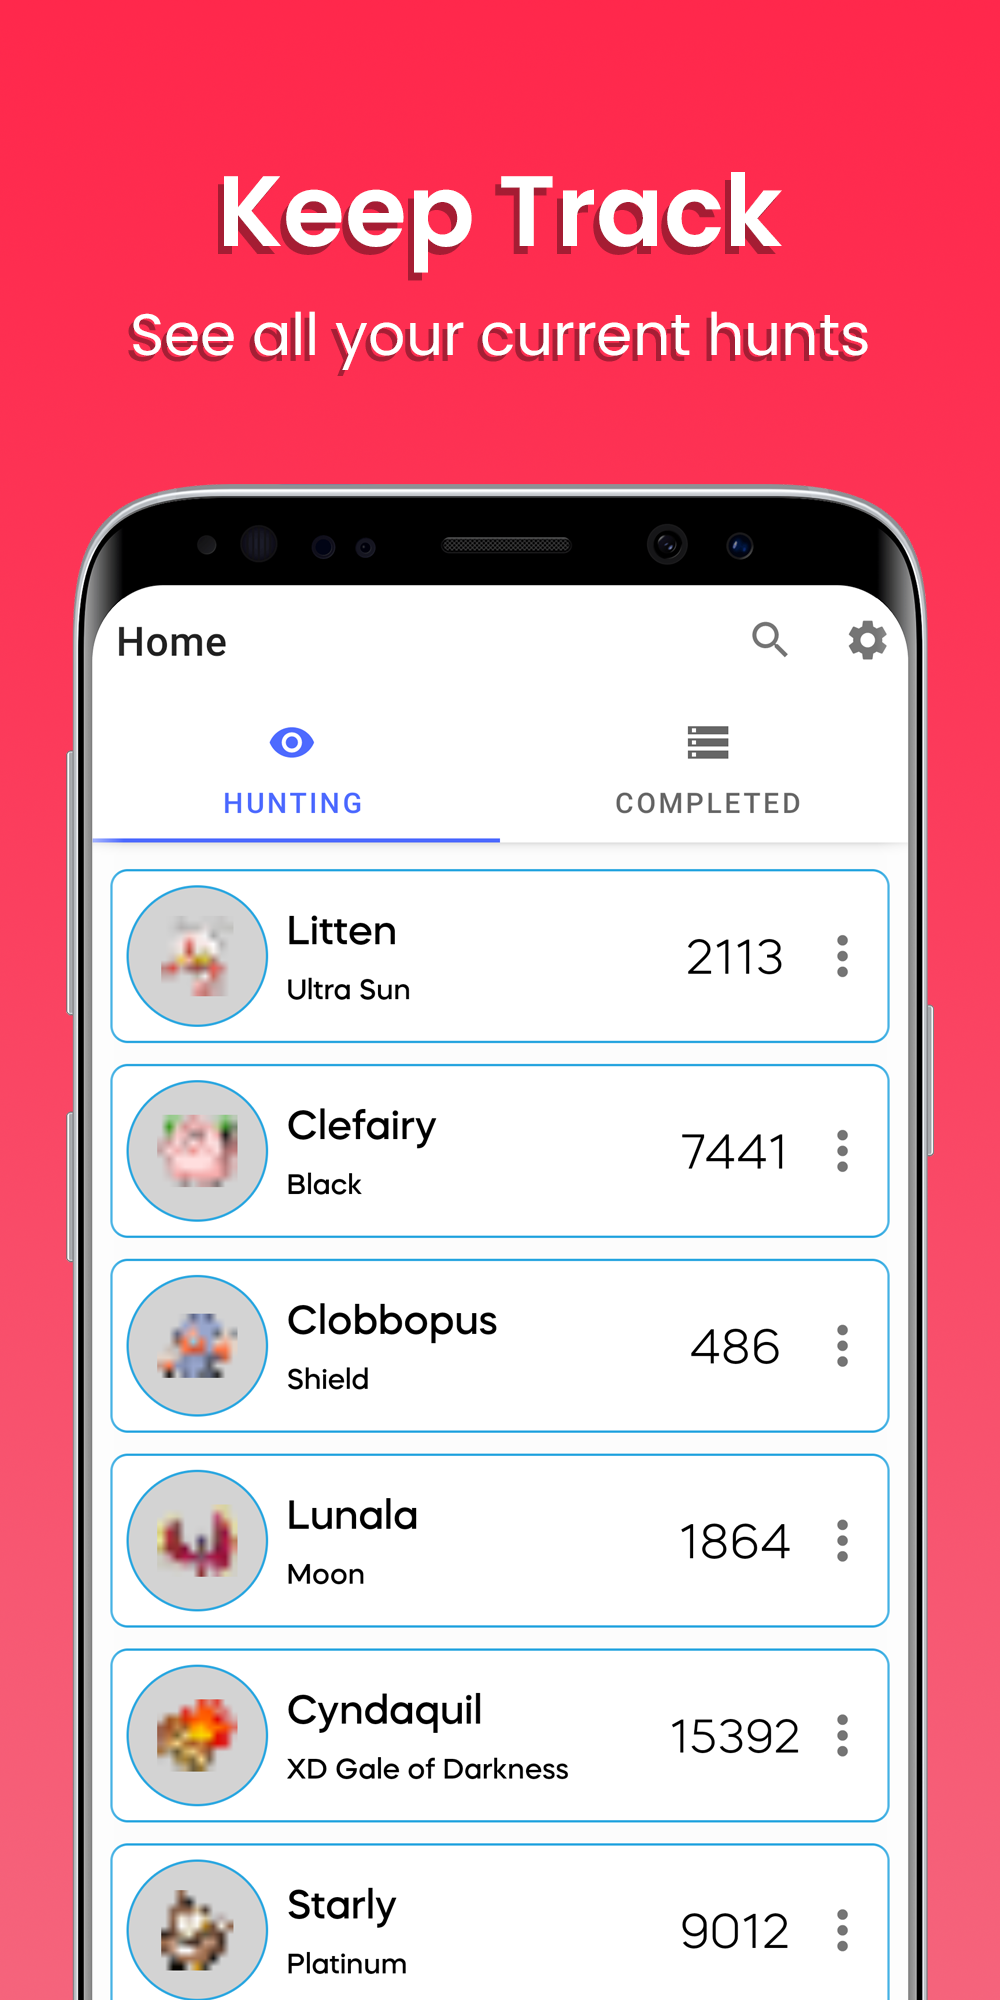 Keep Track
See all your current hunts
Home
HUNTING
COMPLETED
Litten
Ultra Sun
2113
Clefairy
Black
7441
Clobbopus
Shield
486
Lunala
Moon
1864
Cyndaquil
XD Gale of Darkness
15392
Starly
Platinum
9012